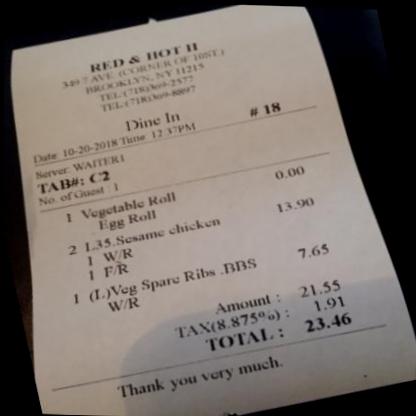 RED & HOT II
349 7 AVE (CORNER OF 10ST.)
BROOKLYN, NY 11215
TEL:(718)369-2577
TEL:(718)369-8897
Dine In
# 18
Date: 10-20-2018 Time: 12:37PM
Server: WAITER1
TAB#: C2
No. of Guest : 1
1 Vegetable Roll 0.00
Egg Roll
2 L35.Sesame chicken 13.90
1 W/R
1 F/R
1 (L)Veg Spare Ribs .BBS 7.65
W/R
Amount : 21.55
TAX(8.875%) : 1.91
TOTAL : 23.46
Thank you very much.